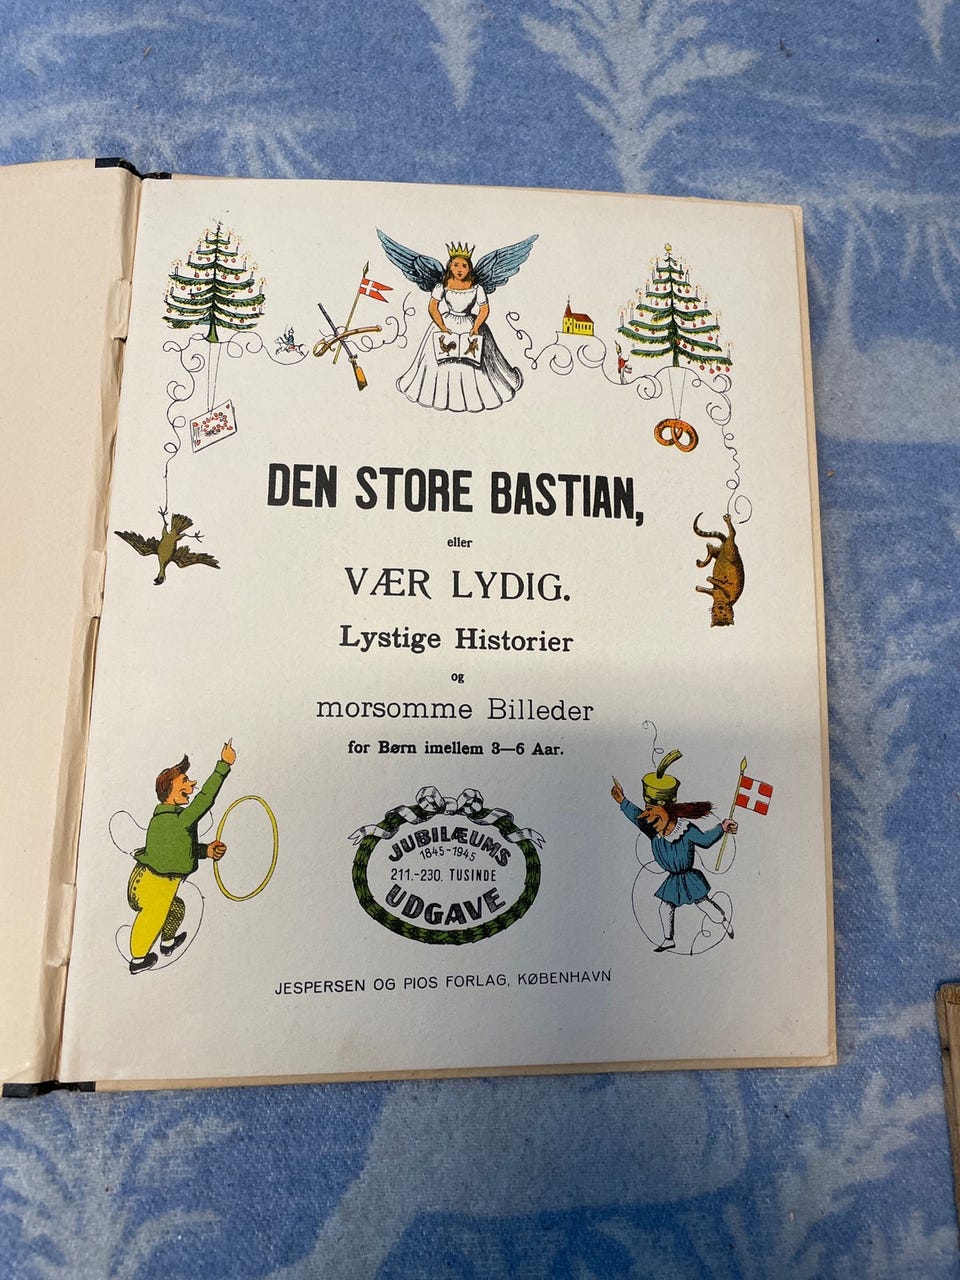 DEN STORE BASTIAN,
eller
VÆR LYDIG.
Lystige Historier
og
morsomme Billeder
for Børn imellem 3—6 Aar.
JUBILÆUMS
1845-1945
211.-230. TUSINDE
UDGAVE
JESPERSEN OG PIOS FORLAG, KØBENHAVN